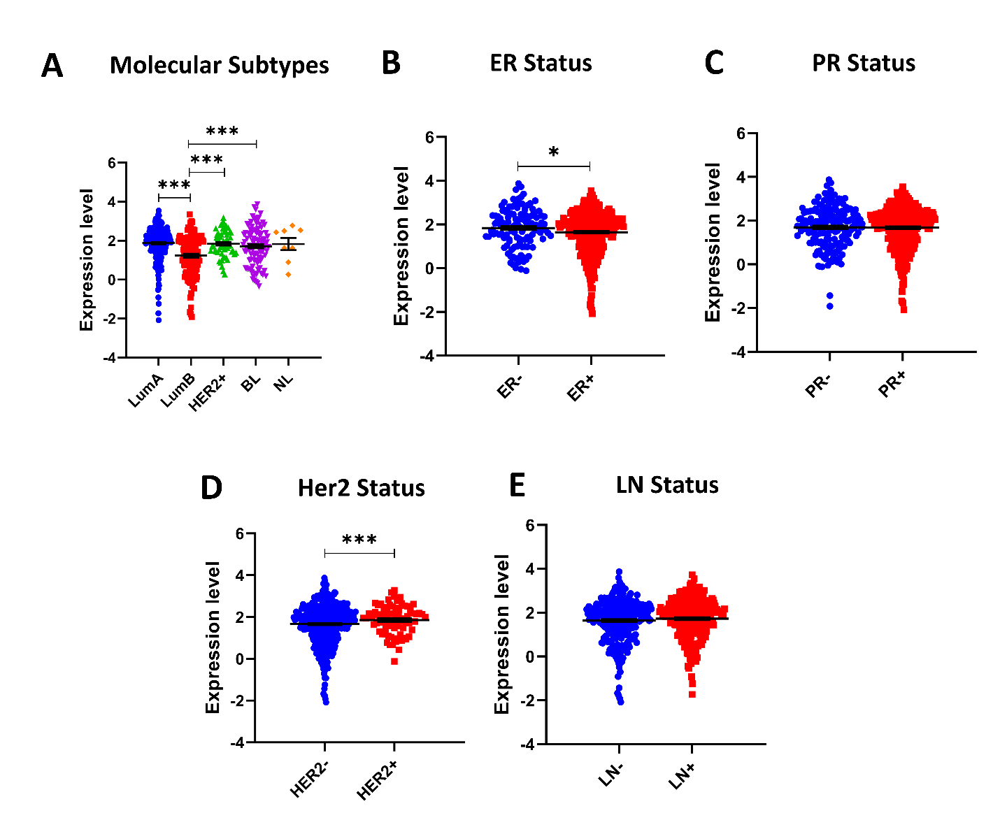 A Molecular Subtypes
***
***
***
Expression level
6
4
2
0
-2
-4
LumA
LumB
HER2+
BL
NL
B ER Status
*
Expression level
6
4
2
0
-2
-4
ER-
ER+
C PR Status
Expression level
6
4
2
0
-2
-4
PR-
PR+
D Her2 Status
***
Expression level
6
4
2
0
-2
-4
HER2-
HER2+
E LN Status
Expression level
6
4
2
0
-2
-4
LN-
LN+